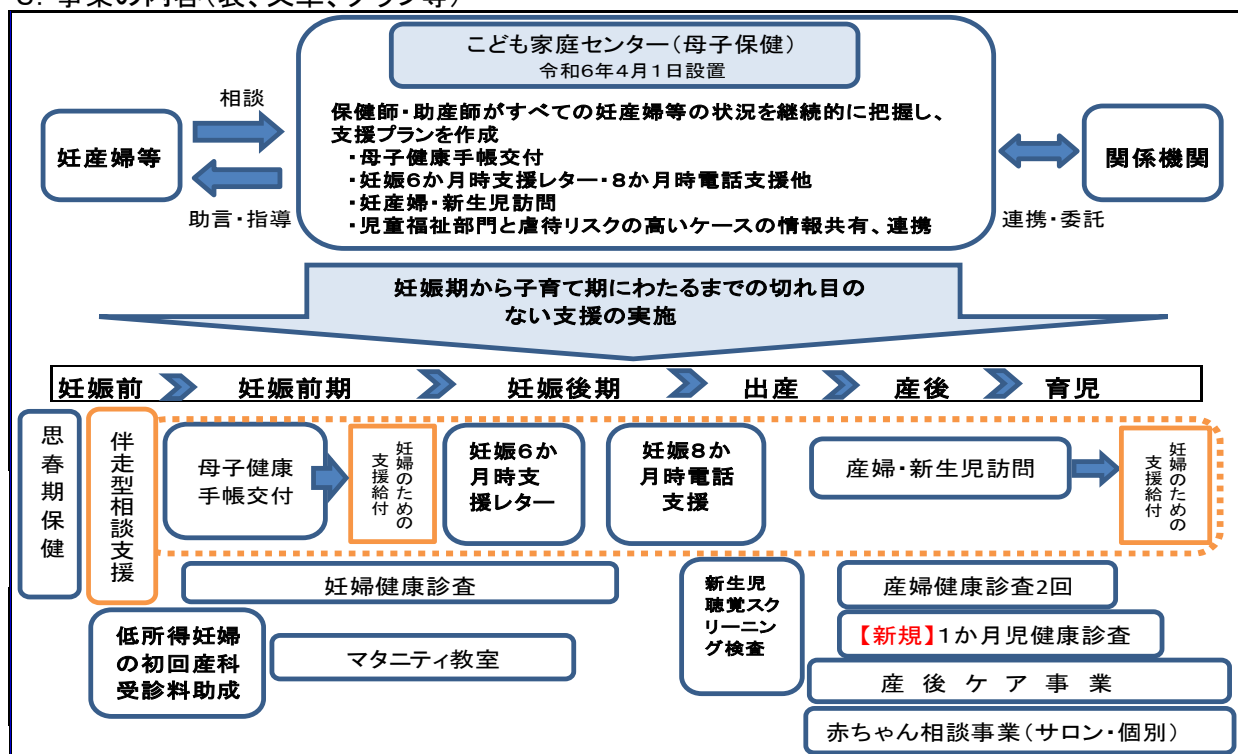 こども家庭センター(母子保健)
令和6年4月1日設置
相談
妊産婦等
助言・指導
保健師・助産師がすべての妊産婦等の状況を継続的に把握し、
支援プランを作成
・母子健康手帳交付
・妊娠6か月時支援レター・8か月時電話支援他
・妊産婦・新生児訪問
・児童福祉部門と虐待リスクの高いケースの情報共有、連携
関係機関
連携・委託
妊娠期から子育て期にわたるまでの切れ目の
ない支援の実施
妊娠前 妊娠前期 妊娠後期 出産 産後 育児
思春期保健
伴走型相談支援
母子健康
手帳交付
妊婦のための
支援給付
妊娠6か
月時支
援レター
妊娠8か
月時電話
支援
産婦・新生児訪問
妊婦のための
支援給付
妊婦健康診査
新生児
聴覚スク
リーニン
グ検査
産婦健康診査2回
低所得妊婦
の初回産科
受診料助成
マタニティ教室
【新規】1か月児健康診査
産後ケア事業
赤ちゃん相談事業(サロン・個別)